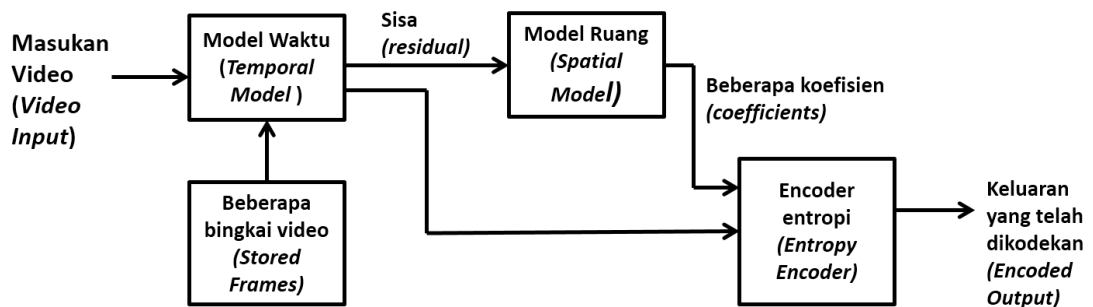 Masukan
Video
(Video
Input)
Model Waktu
(Temporal
Model )
Sisa
(residual)
Model Ruang
(Spatial
Model)
Beberapa koefisien
(coefficients)
Beberapa
bingkai video
(Stored
Frames)
Encoder
entropi
(Entropy
Encoder)
Keluaran
yang telah
dikodekan
(Encoded
Output)